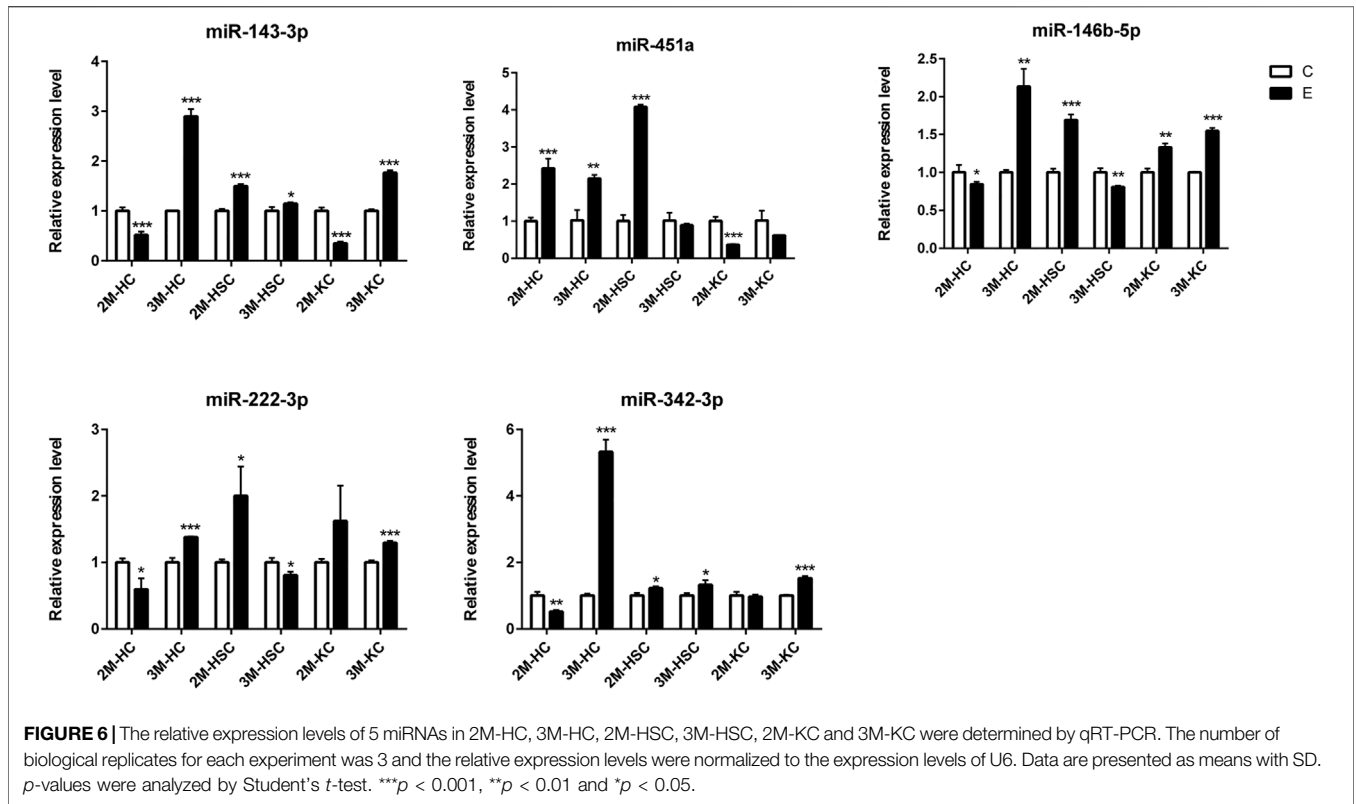 miR-143-3p
Relative expression level
4
3
2
1
0
***
***
***
*
***
***
2M-HC
3M-HC
2M-HSC
3M-HSC
2M-KC
3M-KC
miR-451a
Relative expression level
5
4
3
2
1
0
***
**
***
***
2M-HC
3M-HC
2M-HSC
3M-HSC
2M-KC
3M-KC
miR-146b-5p
Relative expression level
2.5
2.0
1.5
1.0
0.5
0.0
*
**
***
**
**
***
2M-HC
3M-HC
2M-HSC
3M-HSC
2M-KC
3M-KC
C
E
miR-222-3p
Relative expression level
3
2
1
0
*
***
*
*
***
2M-HC
3M-HC
2M-HSC
3M-HSC
2M-KC
3M-KC
miR-342-3p
Relative expression level
6
4
2
0
**
***
*
*
***
2M-HC
3M-HC
2M-HSC
3M-HSC
2M-KC
3M-KC
FIGURE 6 | The relative expression levels of 5 miRNAs in 2M-HC, 3M-HC, 2M-HSC, 3M-HSC, 2M-KC and 3M-KC were determined by qRT-PCR. The number of
biological replicates for each experiment was 3 and the relative expression levels were normalized to the expression levels of U6. Data are presented as means with SD.
p-values were analyzed by Student's t-test. ***p < 0.001, **p < 0.01 and *p < 0.05.